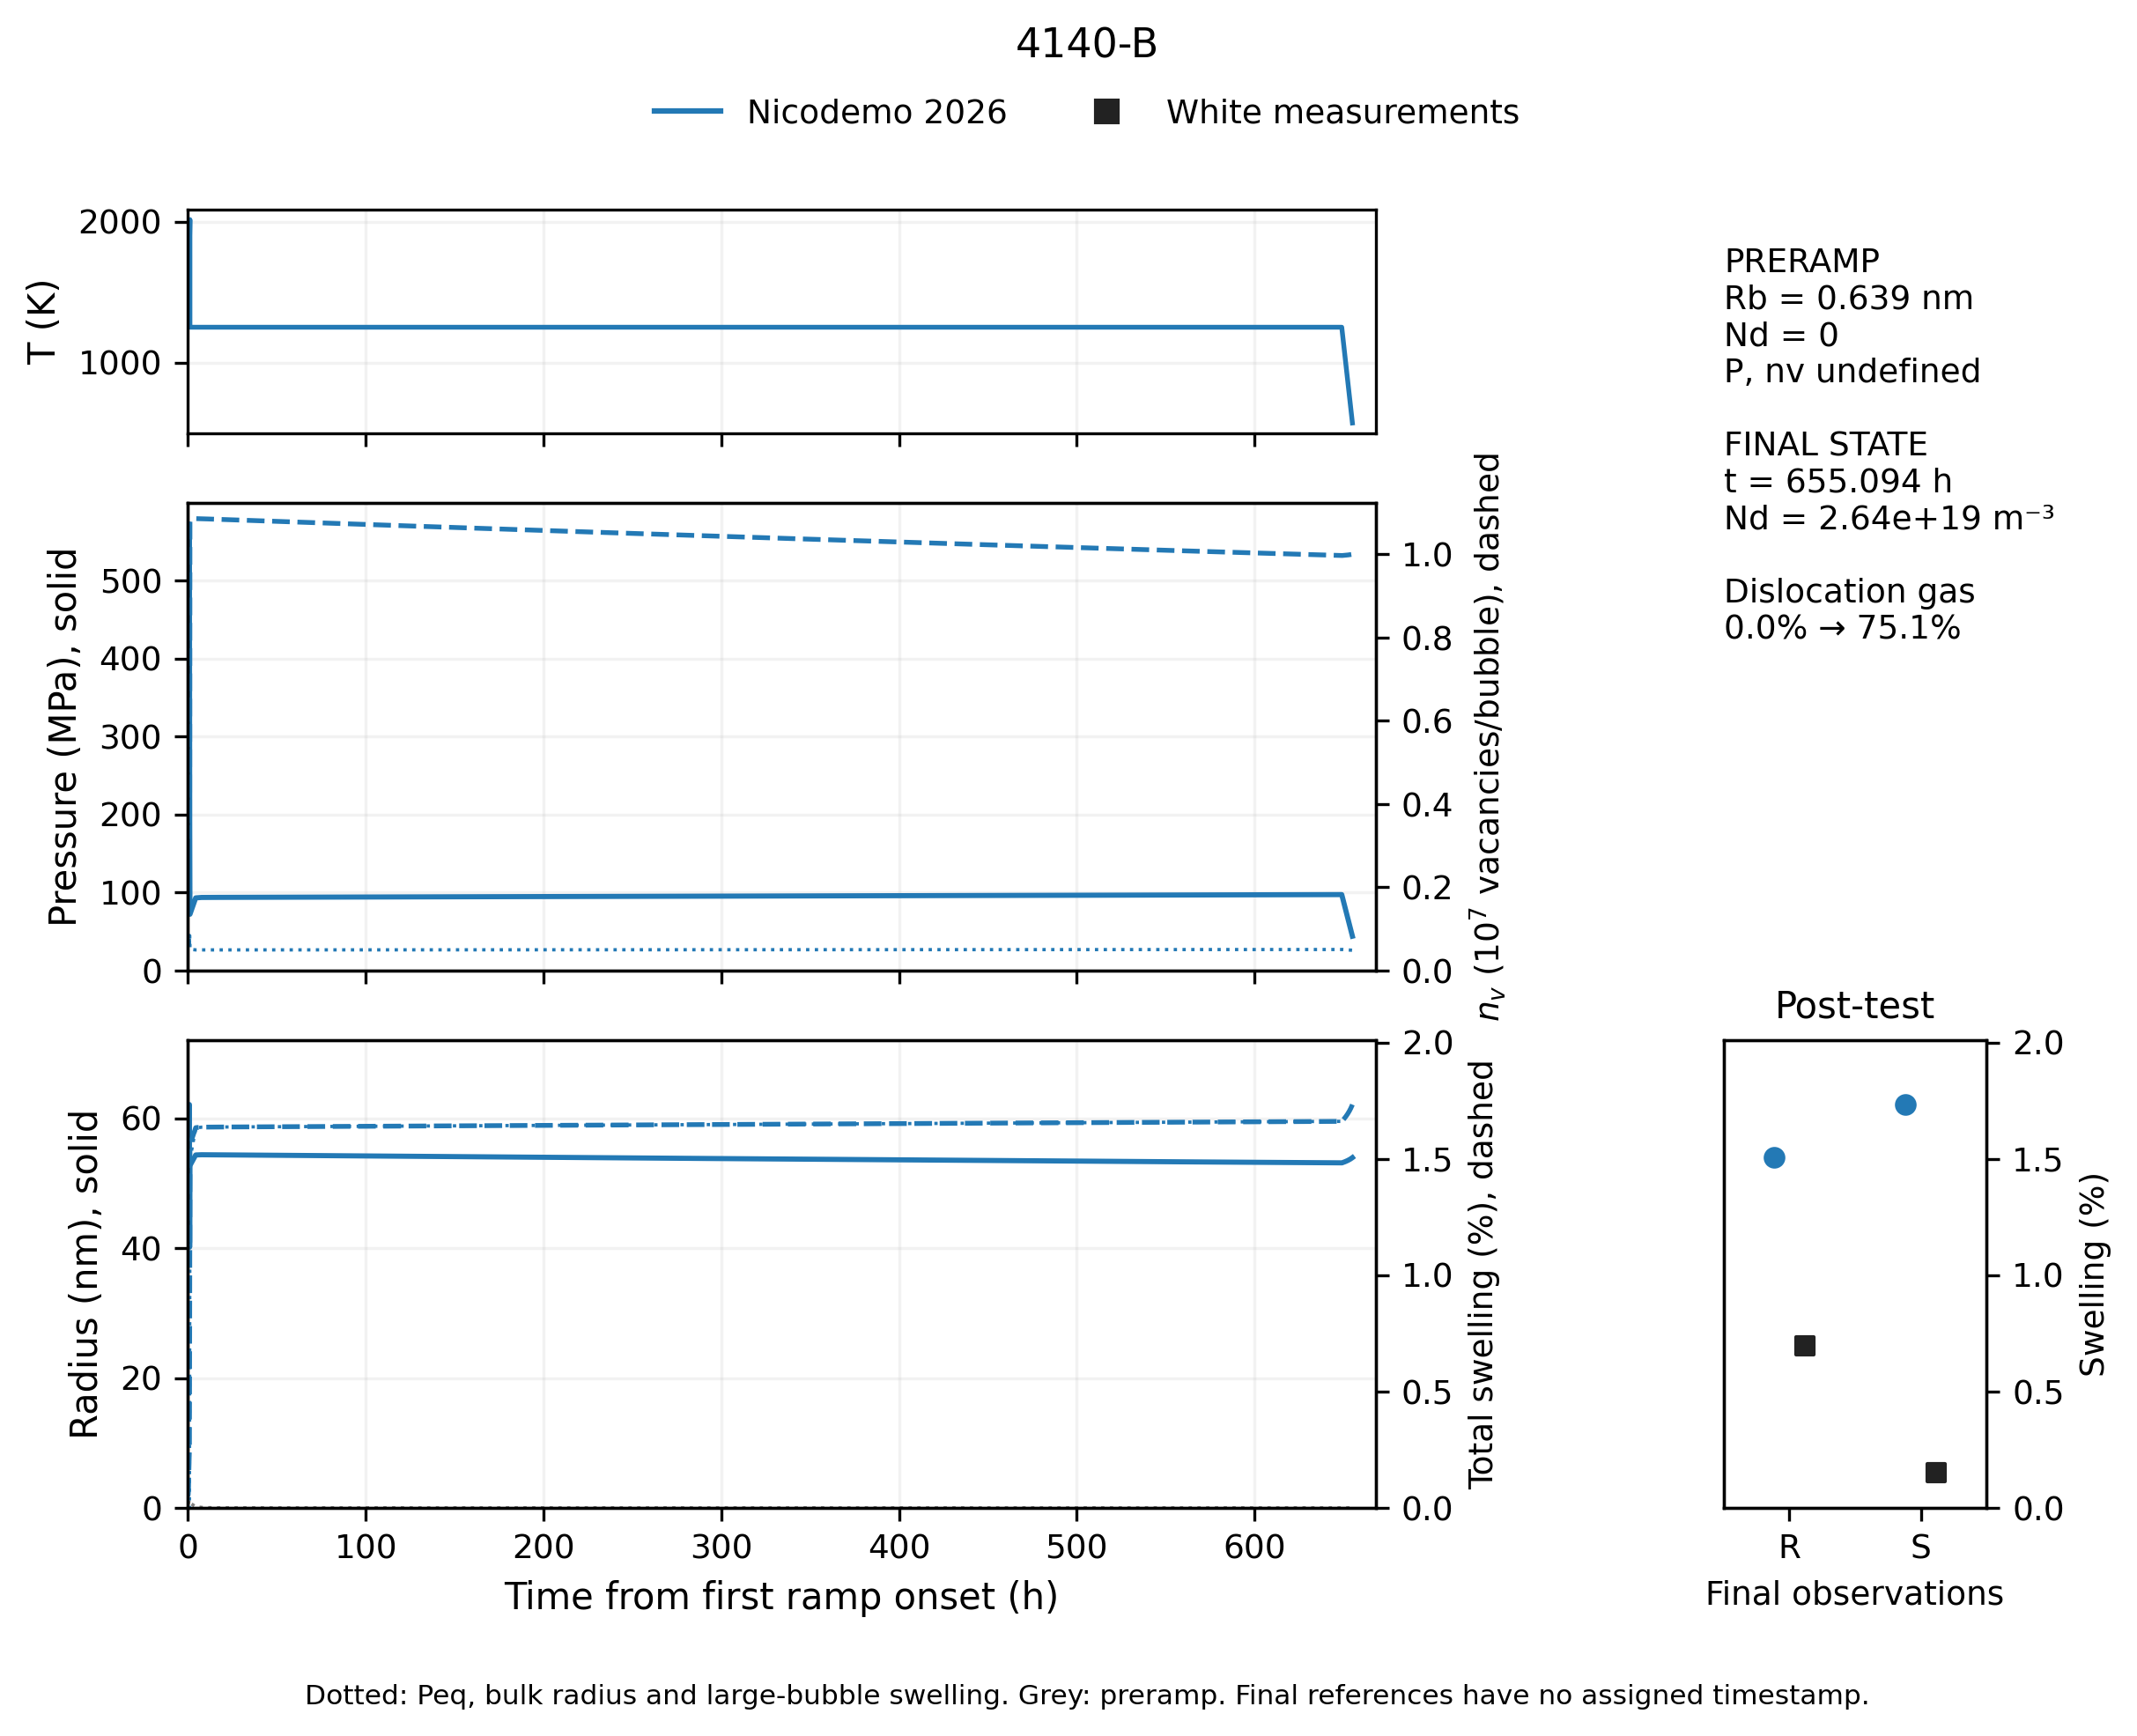 4140-B
Nicodemo 2026
White measurements
T (K)
2000
1000
PRERAMP
Rb = 0.639 nm
Nd = 0
P, nv undefined
FINAL STATE
t = 655.094 h
Nd = 2.64e+19 m⁻³
Dislocation gas
0.0% → 75.1%
Pressure (MPa), solid
500
400
300
200
100
0
1.0
0.8
0.6
0.4
0.2
0.0
nᵥ (10⁷ vacancies/bubble), dashed
Radius (nm), solid
60
40
20
0
2.0
1.5
1.0
0.5
0.0
Total swelling (%), dashed
0 100 200 300 400 500 600
Time from first ramp onset (h)
Post-test
2.0
1.5
1.0
0.5
0.0
Swelling (%)
R S
Final observations
Dotted: Peq, bulk radius and large-bubble swelling. Grey: preramp. Final references have no assigned timestamp.